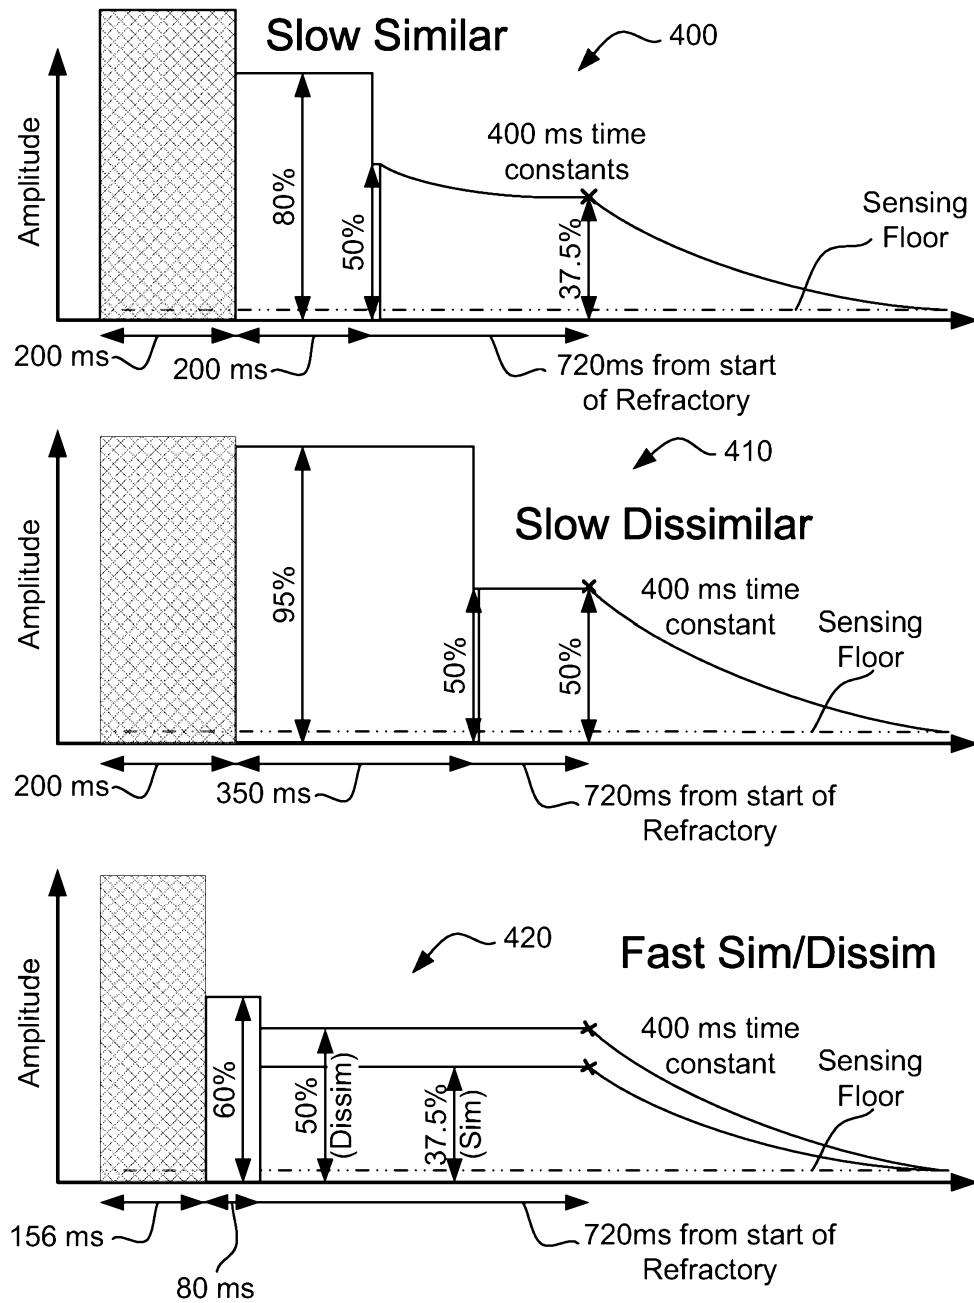 Slow Similar
400
Amplitude
80%
50%
400 ms time
constants
37.5%
Sensing
Floor
200 ms
200 ms
720ms from start
of Refractory
410
Slow Dissimilar
Amplitude
95%
50%
50%
400 ms time
constant
Sensing
Floor
200 ms
350 ms
720ms from start of
Refractory
420
Fast Sim/Dissim
Amplitude
60%
50%
(Dissim)
37.5%
(Sim)
400 ms time
constant
Sensing
Floor
156 ms
80 ms
720ms from start of
Refractory